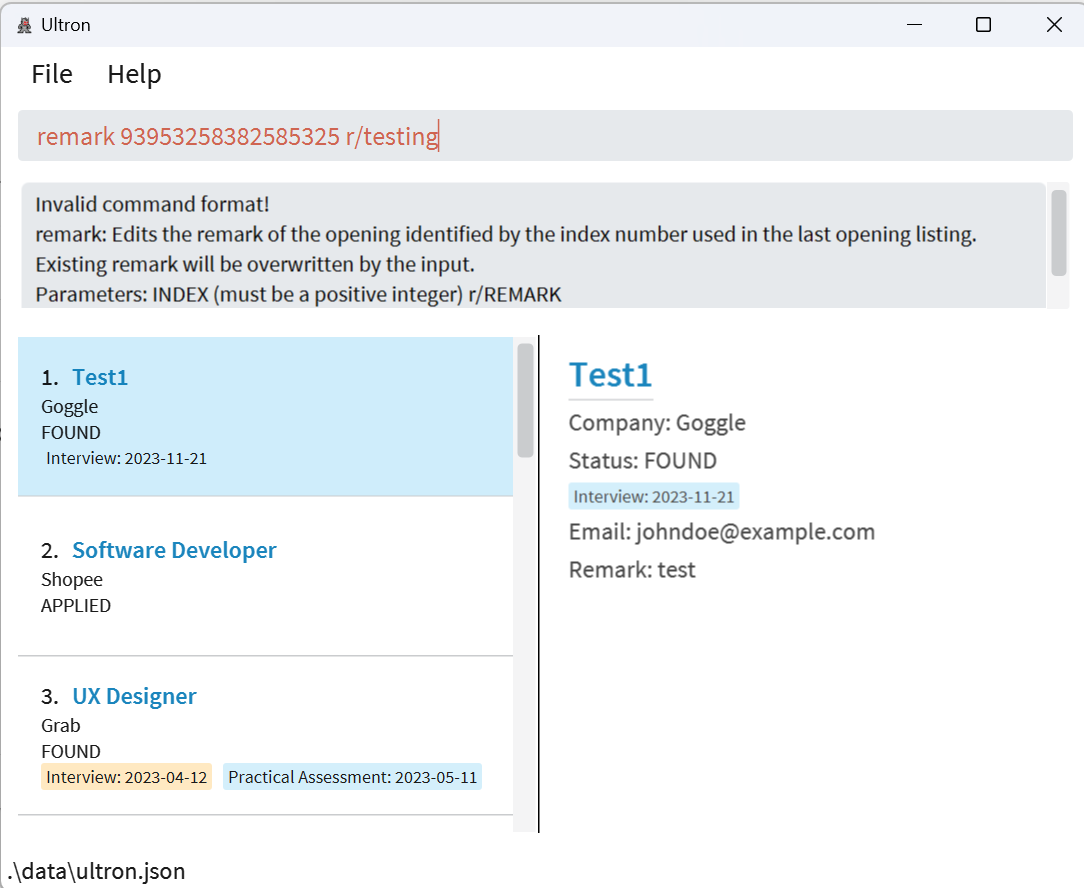 Ultron
File Help
remark 93953258382585325 r/testing
Invalid command format!
remark: Edits the remark of the opening identified by the index number used in the last opening listing.
Existing remark will be overwritten by the input.
Parameters: INDEX (must be a positive integer) r/REMARK
1. Test1
Goggle
FOUND
Interview: 2023-11-21
2. Software Developer
Shopee
APPLIED
3. UX Designer
Grab
FOUND
Interview: 2023-04-12 Practical Assessment: 2023-05-11
Test1
Company: Goggle
Status: FOUND
Interview: 2023-11-21
Email: johndoe@example.com
Remark: test
.\data\ultron.json